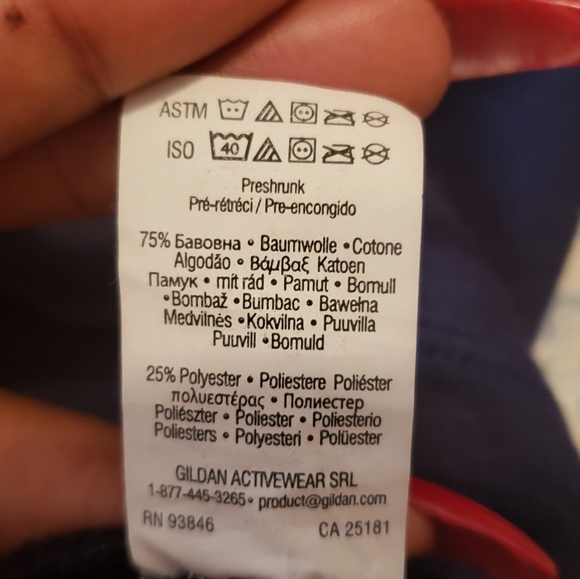 ASTM
ISO 40
Preshrunk
Pré-rétréci / Pre-encongido
75% Бавовна • Baumwolle • Cotone
Algodão • Βάμβαξ Katoen
Памук • mít rád • Pamut • Bomull
•Bombaž •Bumbac • Bawełna
Medvilnės •Kokvilna • Puuvilla
Puuvill •Bomuld
25% Polyester • Poliestere Poliéster
πολυεστέρας • Полиестер
Poliészter • Poliester • Poliesterio
Poliesters • Polyesteri • Polüester
GILDAN ACTIVEWEAR SRL
1-877-445-3265• product@gildan.com
RN 93846 CA 25181